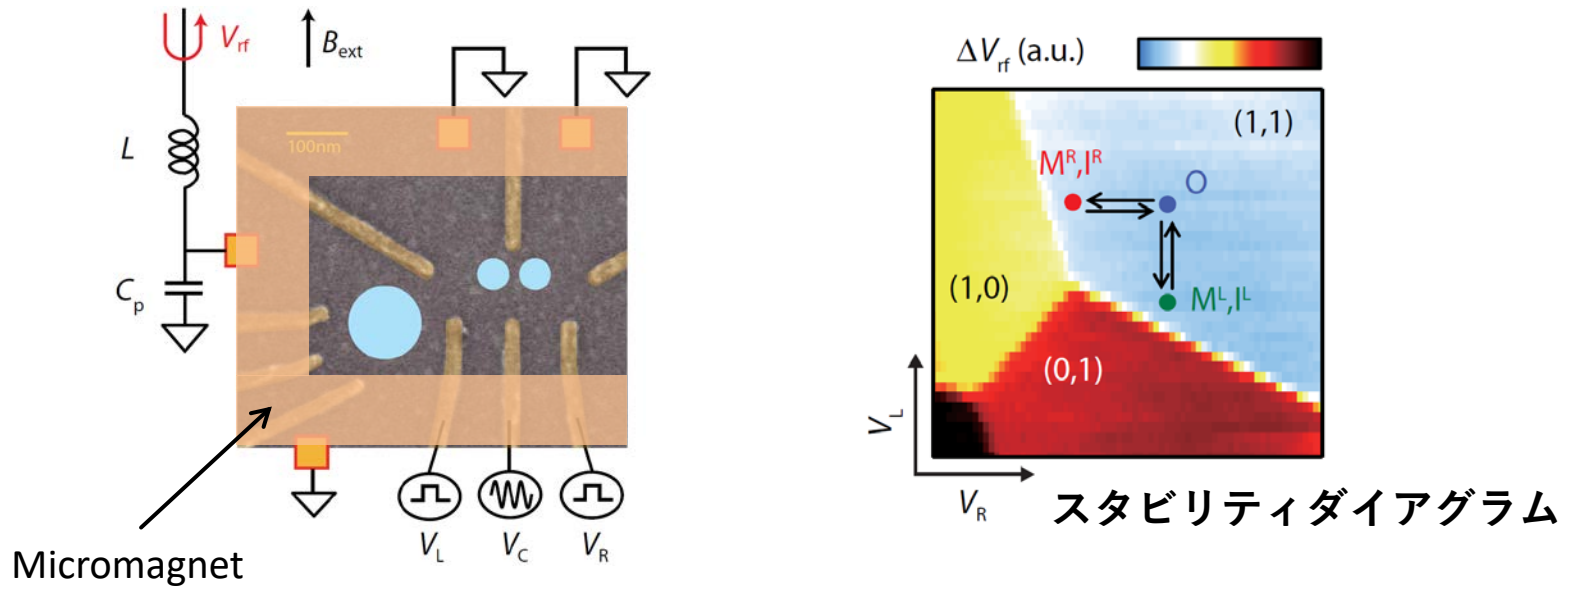 V_rf
B_ext
L
100nm
C_p
V_L
V_C
V_R
Micromagnet
ΔV_rf (a.u.)
(1,1)
M^R,I^R
O
(1,0)
M^L,I^L
(0,1)
V_L
V_R
スタビリティダイアグラム